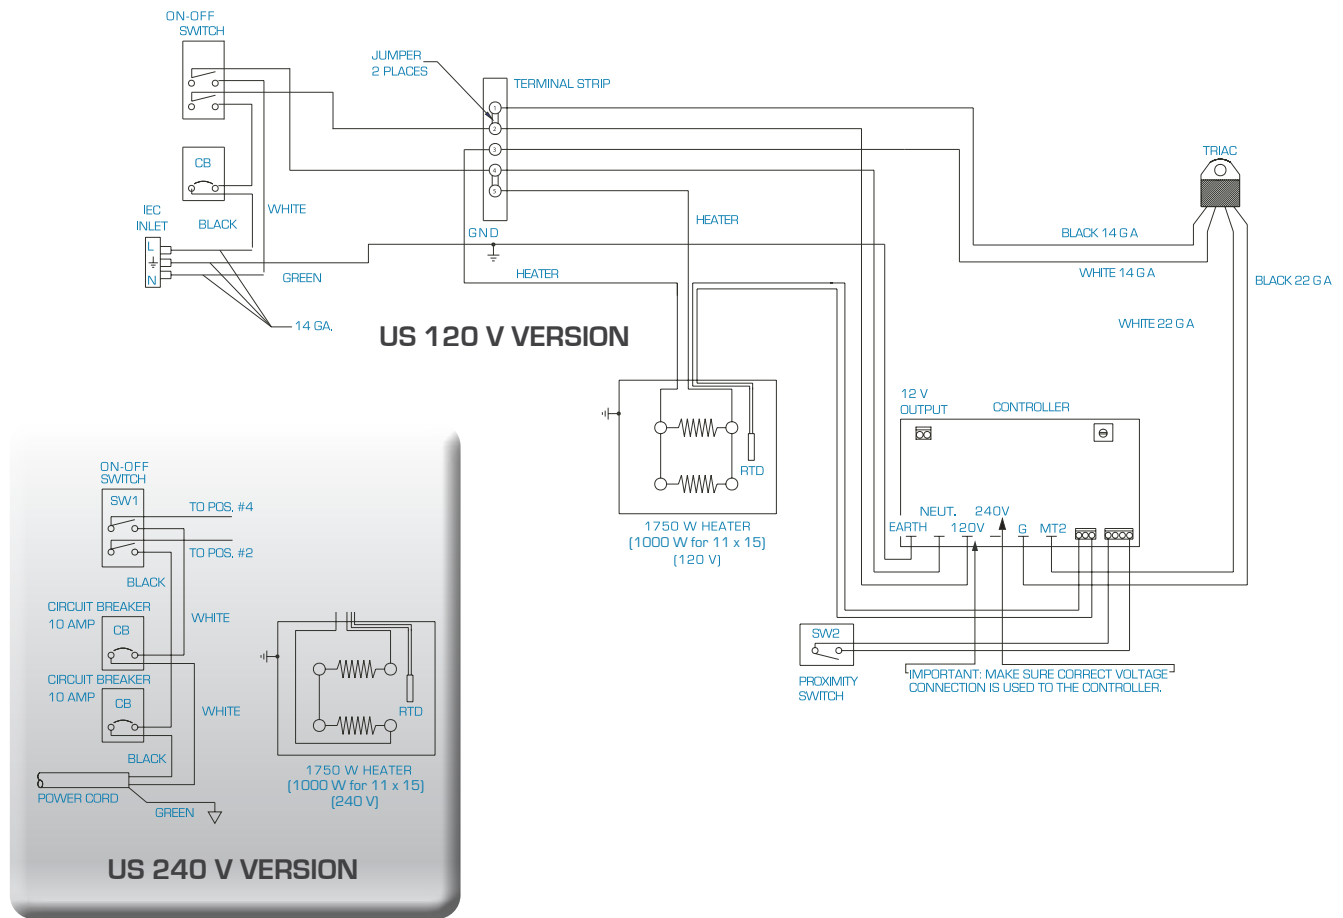 ON-OFF
SWITCH
JUMPER
2 PLACES
TERMINAL STRIP
1
2
3
4
5
CB
IEC
INLET
L
N
BLACK
WHITE
GREEN
14 GA.
GND
HEATER
HEATER
TRIAC
BLACK 14 G A
WHITE 14 G A
BLACK 22 G A
WHITE 22 G A
US 120 V VERSION
RTD
1750 W HEATER
(1000 W for 11 x 15)
(120 V)
12 V
OUTPUT
CONTROLLER
EARTH
NEUT.
120V
240V
G
MT2
SW2
PROXIMITY
SWITCH
IMPORTANT: MAKE SURE CORRECT VOLTAGE
CONNECTION IS USED TO THE CONTROLLER.
ON-OFF
SWITCH
SW1
TO POS. #4
TO POS. #2
BLACK
WHITE
CIRCUIT BREAKER
10 AMP
CB
CIRCUIT BREAKER
10 AMP
CB
WHITE
BLACK
POWER CORD
GREEN
RTD
1750 W HEATER
(1000 W for 11 x 15)
(240 V)
US 240 V VERSION